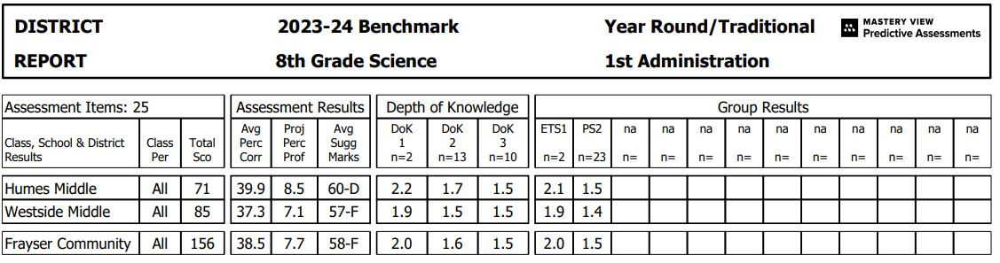 DISTRICT 2023-24 Benchmark Year Round/Traditional MASTERY VIEW
Predictive Assessments
REPORT 8th Grade Science 1st Administration
Assessment Items: 25 Assessment Results Depth of Knowledge Group Results
Class, School & District Results Class Per Total Sco Avg Perc Corr Proj Perc Prof Avg Sugg Marks DoK 1 n=2 DoK 2 n=13 DoK 3 n=10 ETS1 n=2 PS2 n=23 na n= na n= na n= na n= na n= na n= na n= na n= na n=
Humes Middle All 71 39.9 8.5 60-D 2.2 1.7 1.5 2.1 1.5
Westside Middle All 85 37.3 7.1 57-F 1.9 1.5 1.5 1.9 1.4
Frayser Community All 156 38.5 7.7 58-F 2.0 1.6 1.5 2.0 1.5